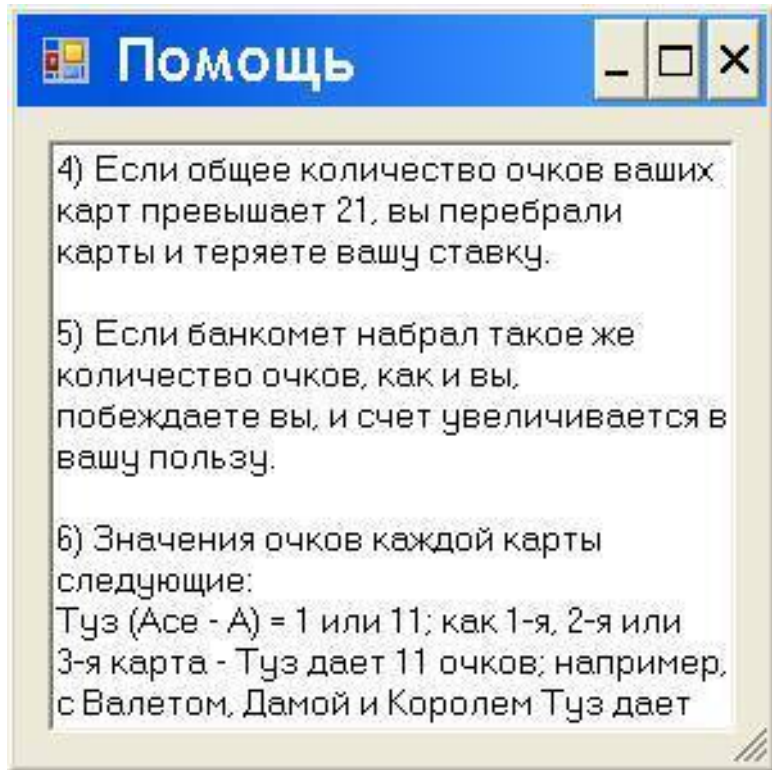 Помощь
4) Если общее количество очков ваших
карт превышает 21, вы перебрали
карты и теряете вашу ставку.
5) Если банкомет набрал такое же
количество очков, как и вы,
побеждаете вы, и счет увеличивается в
вашу пользу.
6) Значения очков каждой карты
следующие:
Туз (Ace - A) = 1 или 11; как 1-я, 2-я или
3-я карта - Туз дает 11 очков; например,
с Валетом, Дамой и Королем Туз дает